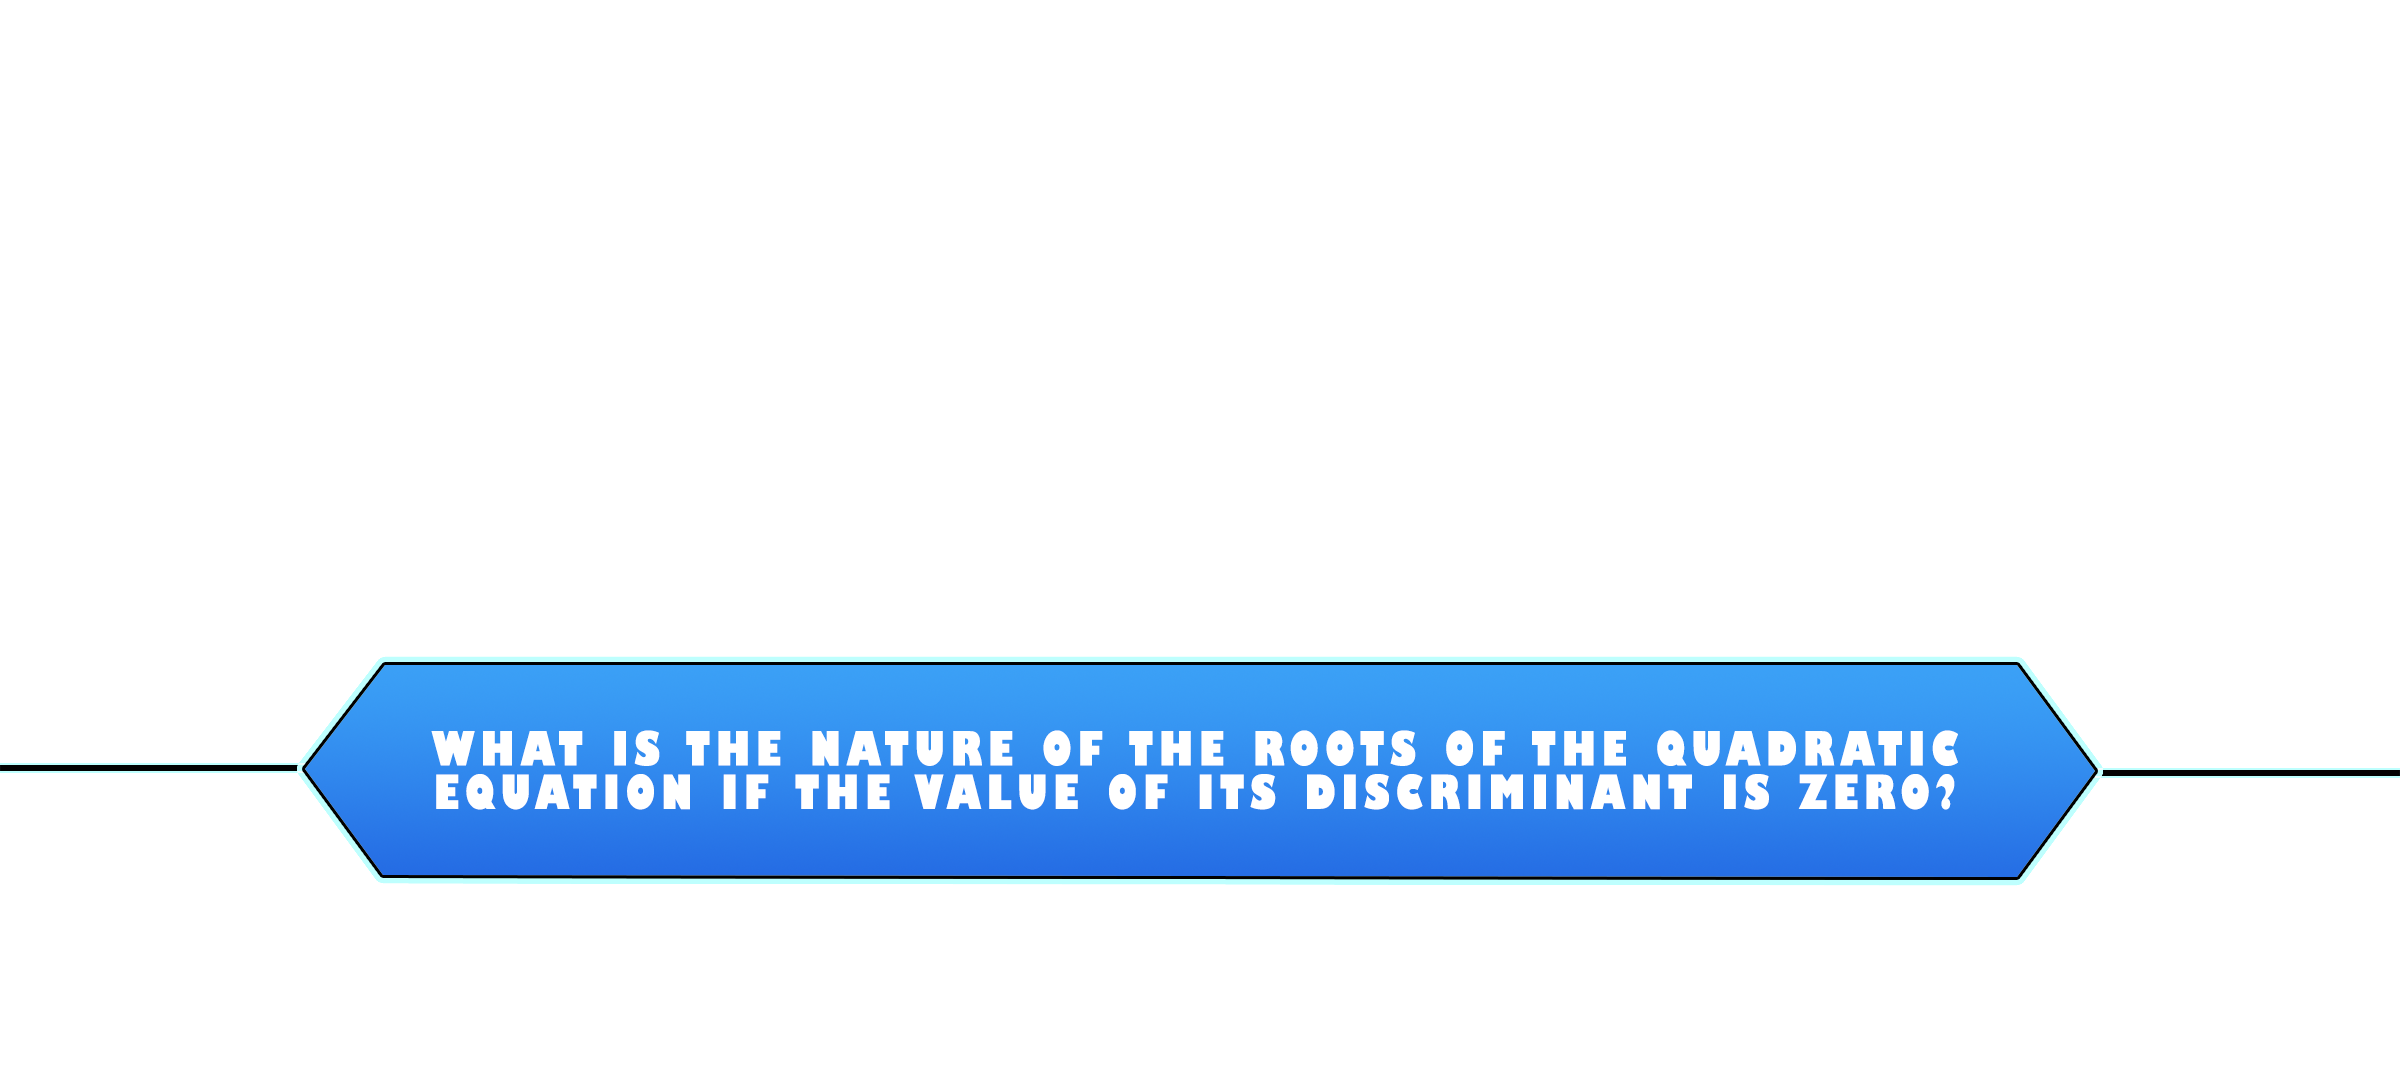 WHAT IS THE NATURE OF THE ROOTS OF THE QUADRATIC
EQUATION IF THE VALUE OF ITS DISCRIMINANT IS ZERO?